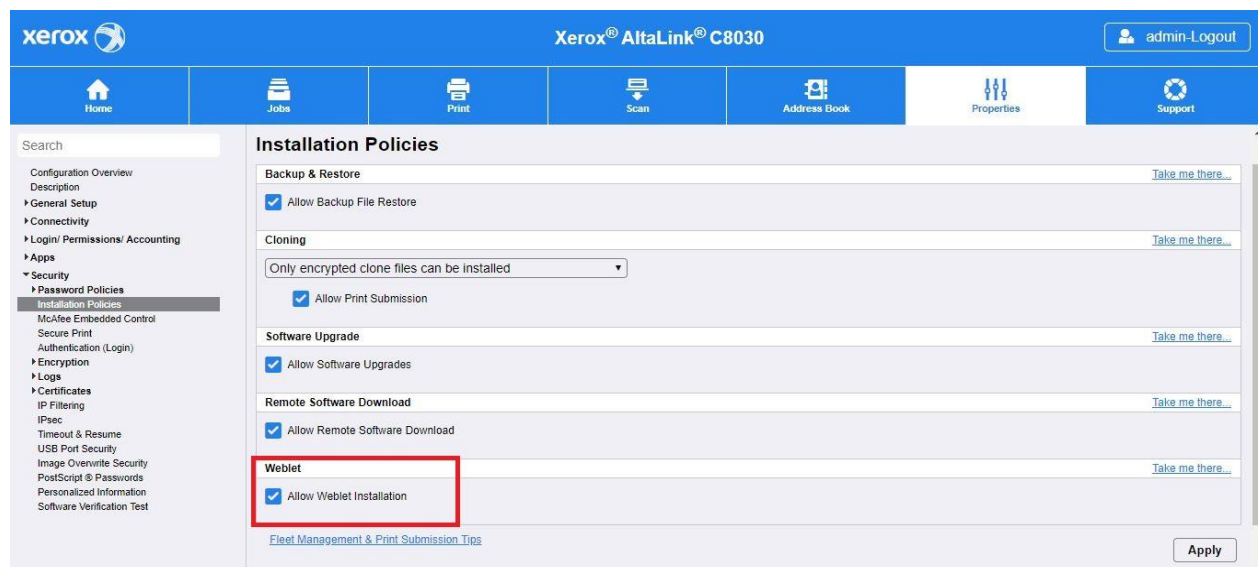 xerox
Xerox® AltaLink® C8030
admin-Logout
Home
Jobs
Print
Scan
Address Book
Properties
Support
Search
Configuration Overview
Description
General Setup
Connectivity
Login/ Permissions/ Accounting
Apps
Security
Password Policies
Installation Policies
McAfee Embedded Control
Secure Print
Authentication (Login)
Encryption
Logs
Certificates
IP Filtering
IPsec
Timeout & Resume
USB Port Security
Image Overwrite Security
PostScript ® Passwords
Personalized Information
Software Verification Test
Installation Policies
Backup & Restore
Take me there...
Allow Backup File Restore
Cloning
Take me there...
Only encrypted clone files can be installed
Allow Print Submission
Software Upgrade
Take me there...
Allow Software Upgrades
Remote Software Download
Take me there...
Allow Remote Software Download
Weblet
Take me there...
Allow Weblet Installation
Fleet Management & Print Submission Tips
Apply